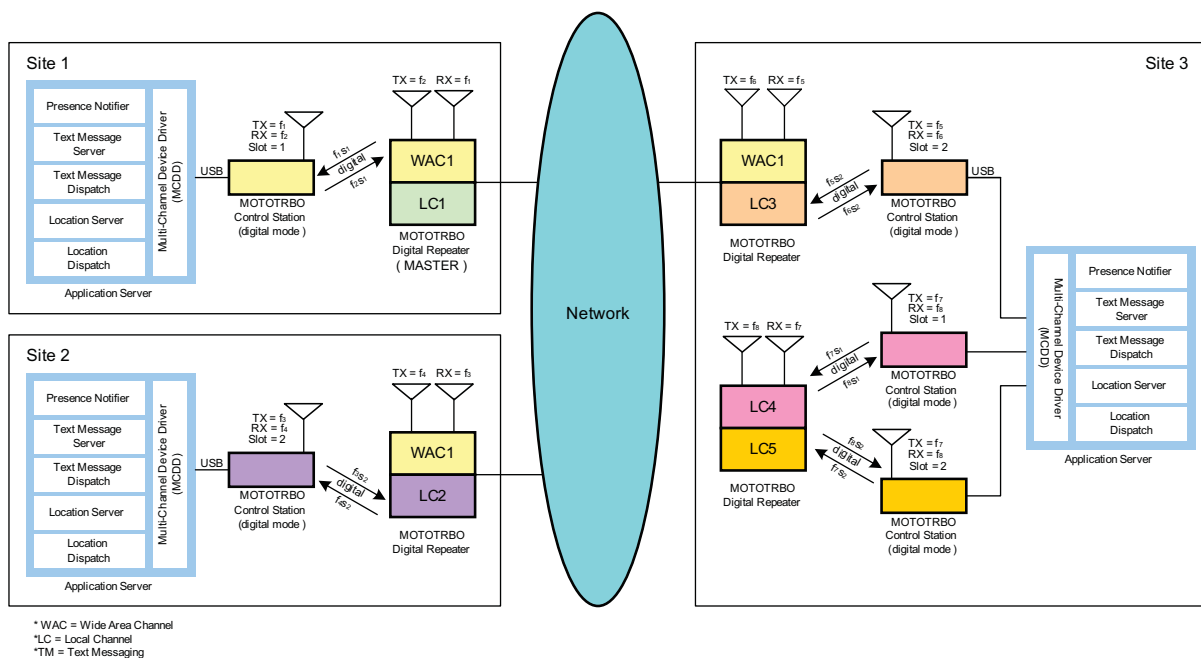 Site 1
Presence Notifier
Text Message
Server
Text Message
Dispatch
Location Server
Location
Dispatch
Multi-Channel Device Driver
(MCDD)
Application Server
USB
TX = f₁
RX = f₂
Slot = 1
MOTOTRBO
Control Station
(digital mode )
f₁s₁
digital
f₂s₁
TX = f₂
RX = f₁
WAC1
LC1
MOTOTRBO
Digital Repeater
( MASTER )
Site 2
Presence Notifier
Text Message
Server
Text Message
Dispatch
Location Server
Location
Dispatch
Multi-Channel Device Driver
(MCDD)
Application Server
USB
TX = f₃
RX = f₄
Slot = 2
MOTOTRBO
Control Station
(digital mode )
f₃s₂
digital
f₄s₂
TX = f₄
RX = f₃
WAC1
LC2
MOTOTRBO
Digital Repeater
Network
Site 3
TX = f₆
RX = f₅
WAC1
LC3
MOTOTRBO
Digital Repeater
f₅s₂
digital
f₆s₂
TX = f₅
RX = f₆
Slot = 2
USB
MOTOTRBO
Control Station
(digital mode )
TX = f₈
RX = f₇
LC4
LC5
MOTOTRBO
Digital Repeater
f₇s₁
digital
f₈s₁
TX = f₇
RX = f₈
Slot = 1
MOTOTRBO
Control Station
(digital mode )
f₈s₂
digital
f₇s₂
TX = f₇
RX = f₈
Slot = 2
MOTOTRBO
Control Station
(digital mode )
Multi-Channel Device Driver
(MCDD)
Presence Notifier
Text Message
Server
Text Message
Dispatch
Location Server
Location
Dispatch
Application Server
* WAC = Wide Area Channel
*LC = Local Channel
*TM = Text Messaging